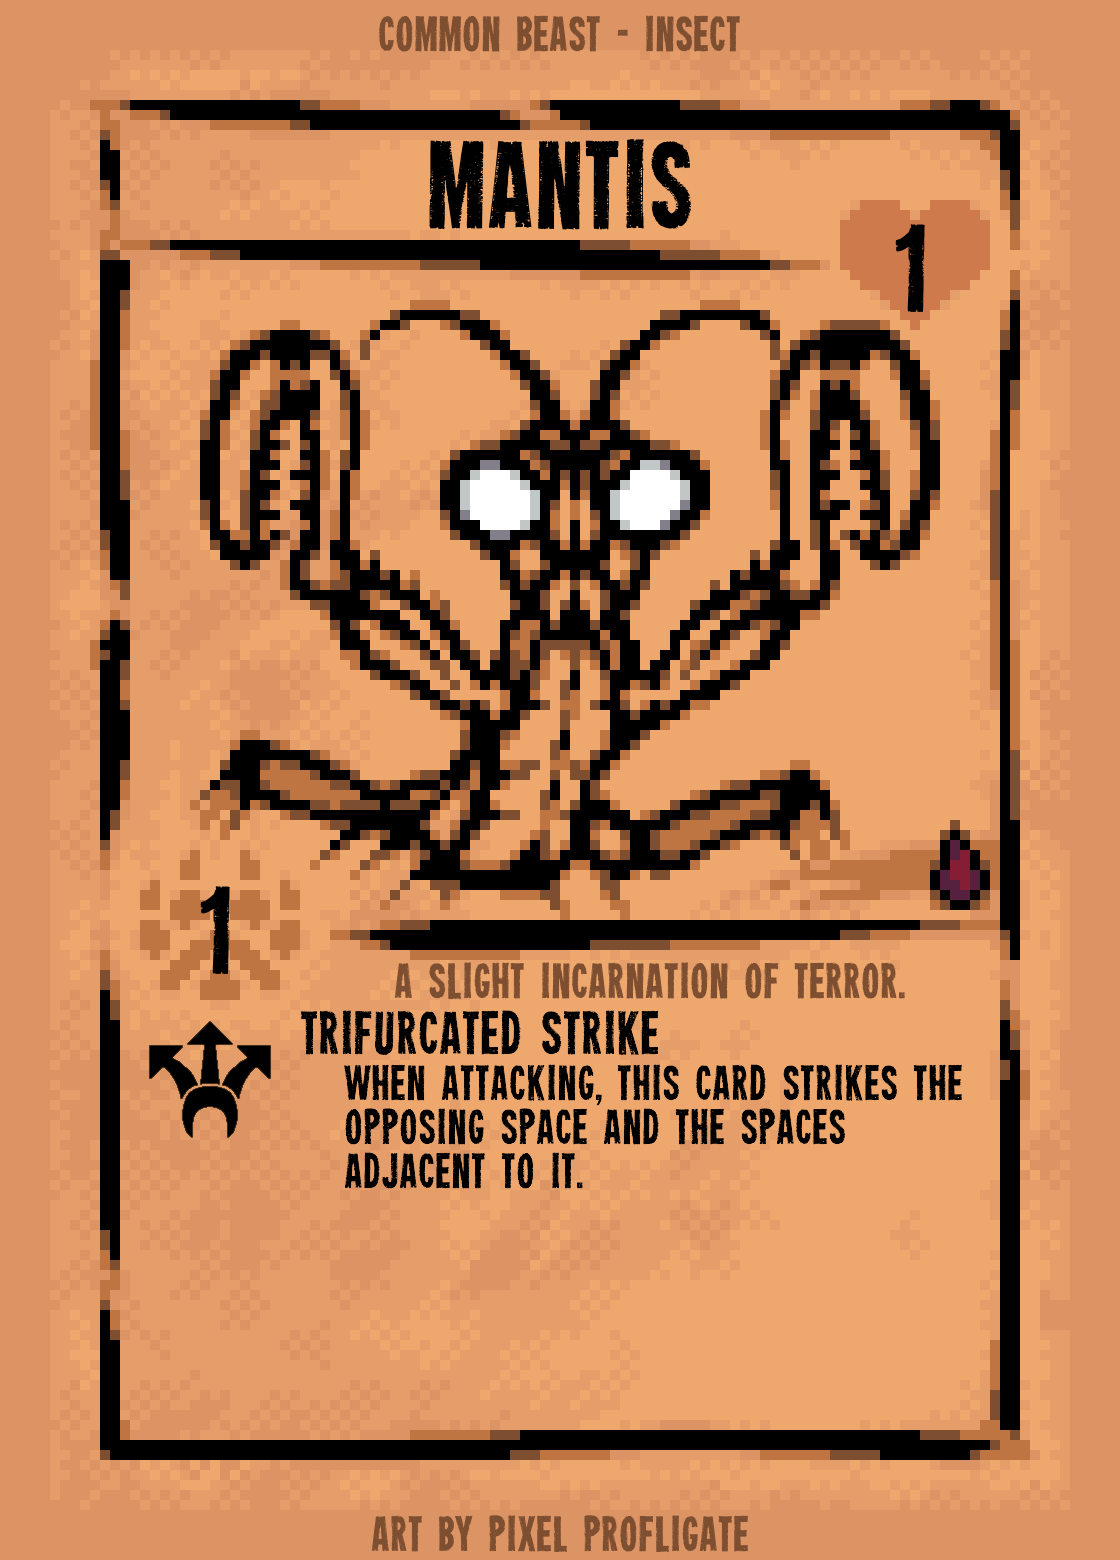 COMMON BEAST - INSECT
MANTIS
1
1
A SLIGHT INCARNATION OF TERROR.
TRIFURCATED STRIKE
WHEN ATTACKING, THIS CARD STRIKES THE
OPPOSING SPACE AND THE SPACES
ADJACENT TO IT.
ART BY PIXEL PROFLIGATE